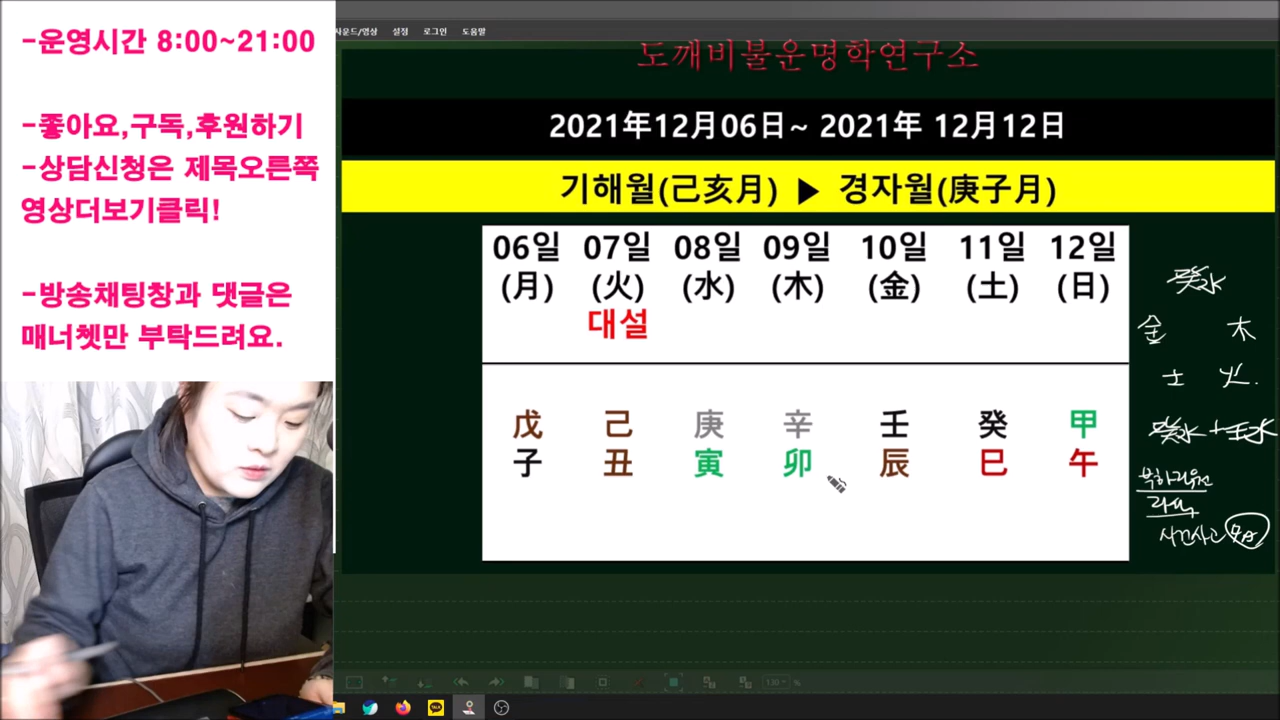 -운영시간 8:00~21:00
-좋아요,구독,후원하기
-상담신청은 제목오른쪽
영상더보기클릭!
-방송채팅창과 댓글은
매너쳇만 부탁드려요.
사운드/영상 설정 로그인 도움말
도깨비불운명학연구소
2021年12月06日~ 2021年 12月12日
기해월(己亥月) ▶ 경자월(庚子月)
06일 07일 08일 09일 10일 11일 12일
(月) (火) (水) (木) (金) (土) (日)
대설
戊 己 庚 辛 壬 癸 甲
子 丑 寅 卯 辰 巳 午
癸水
金 木
土 火
癸水+壬水
TALK
130 %